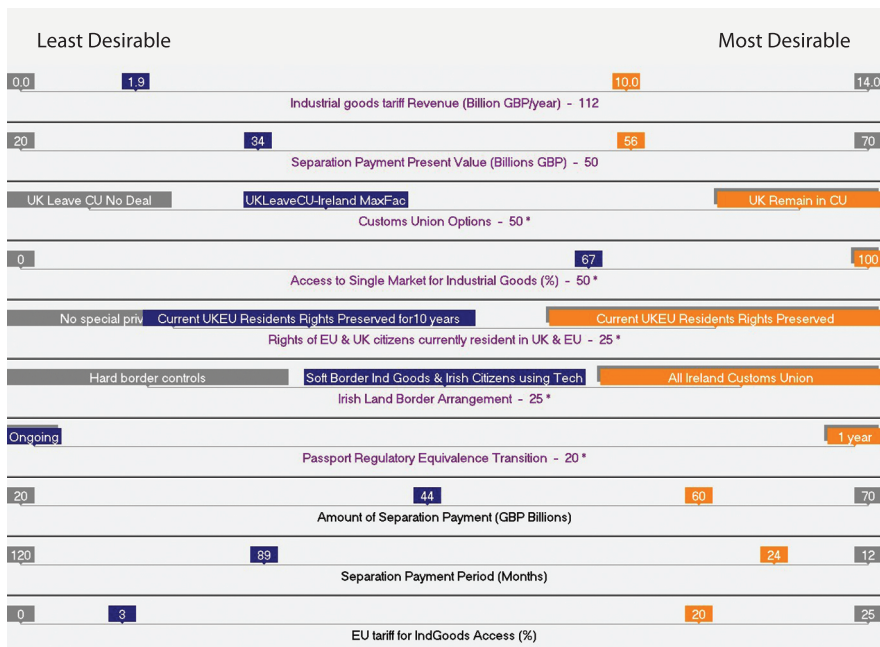 Least Desirable Most Desirable
0.0 1.9 10.0 14.0
Industrial goods tariff Revenue (Billion GBP/year) - 112
20 34 56 70
Separation Payment Present Value (Billions GBP) - 50
UK Leave CU No Deal UKLeaveCU-Ireland MaxFac UK Remain in CU
Customs Union Options - 50 *
0 67 100
Access to Single Market for Industrial Goods (%) - 50 *
No special priv Current UKEU Residents Rights Preserved for10 years Current UKEU Residents Rights Preserved
Rights of EU & UK citizens currently resident in UK & EU - 25 *
Hard border controls Soft Border Ind Goods & Irish Citizens using Tech All Ireland Customs Union
Irish Land Border Arrangement - 25 *
Ongoing 1 year
Passport Regulatory Equivalence Transition - 20 *
20 44 60 70
Amount of Separation Payment (GBP Billions)
120 89 24 12
Separation Payment Period (Months)
0 3 20 25
EU tariff for IndGoods Access (%)